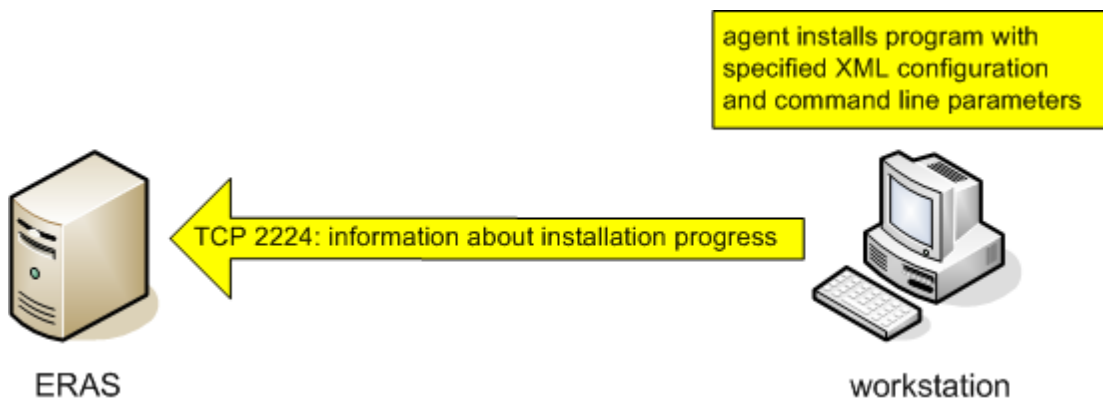 agent installs program with
specified XML configuration
and command line parameters
TCP 2224: information about installation progress
ERAS
workstation